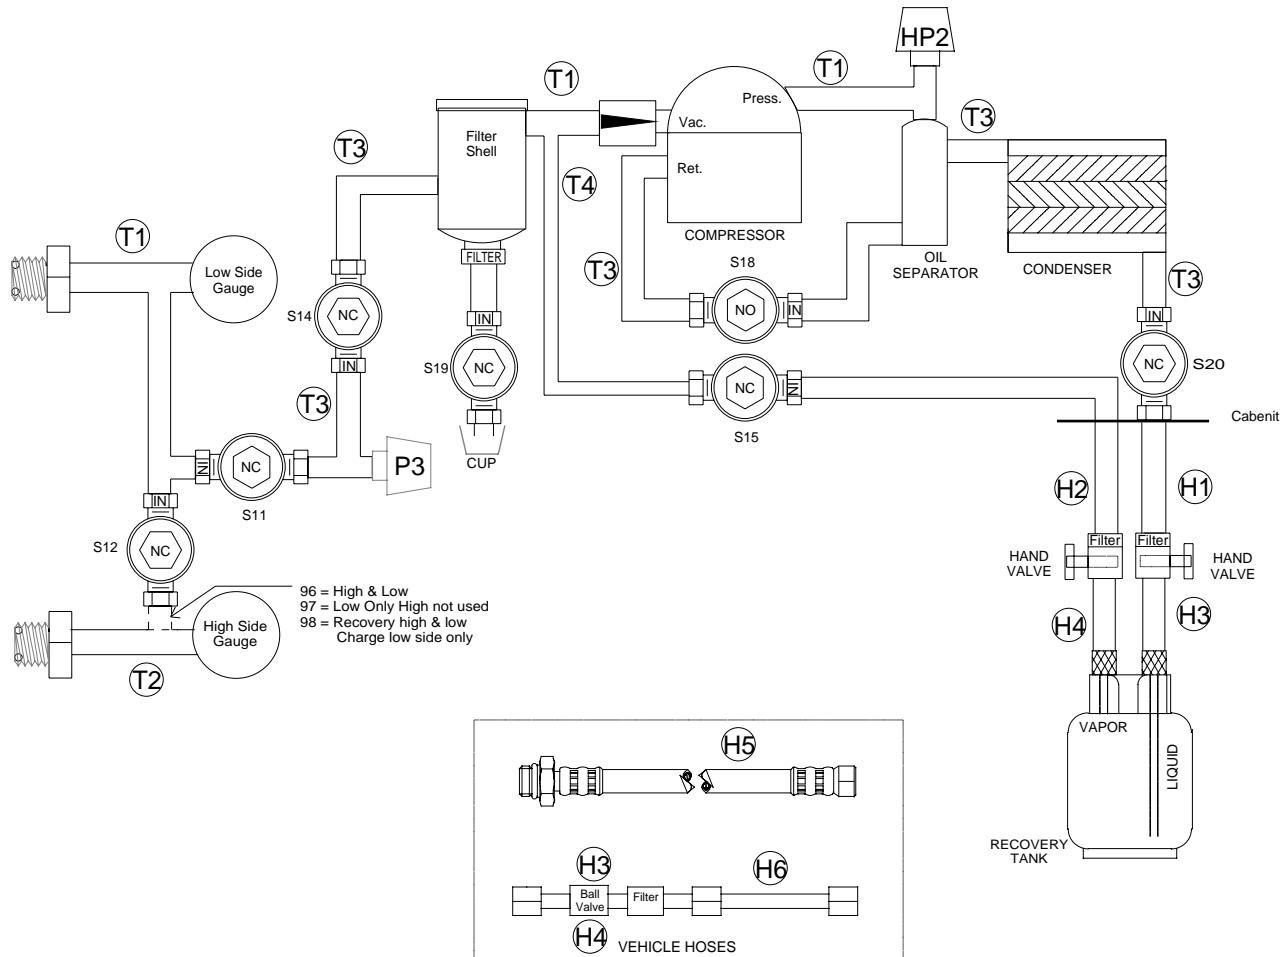 HP2
T1
T1
Press.
Vac.
Filter
Shell
T3
T3
Ret.
T4
COMPRESSOR
OIL
SEPARATOR
CONDENSER
T1
Low Side
Gauge
FILTER
S18
T3
T3
S14
NC
IN
NO
IN
IN
IN
S19
NC
NC
NC
S20
T3
IN
S15
Cabenit
CUP
P3
IN
NC
S11
H2
H1
IN
S12
NC
Filter
Filter
HAND
VALVE
HAND
VALVE
96 = High & Low
97 = Low Only High not used
98 = Recovery high & low
Charge low side only
High Side
Gauge
H4
H3
T2
VAPOR
LIQUID
RECOVERY
TANK
H5
H3
H6
Ball
Valve
Filter
H4
VEHICLE HOSES